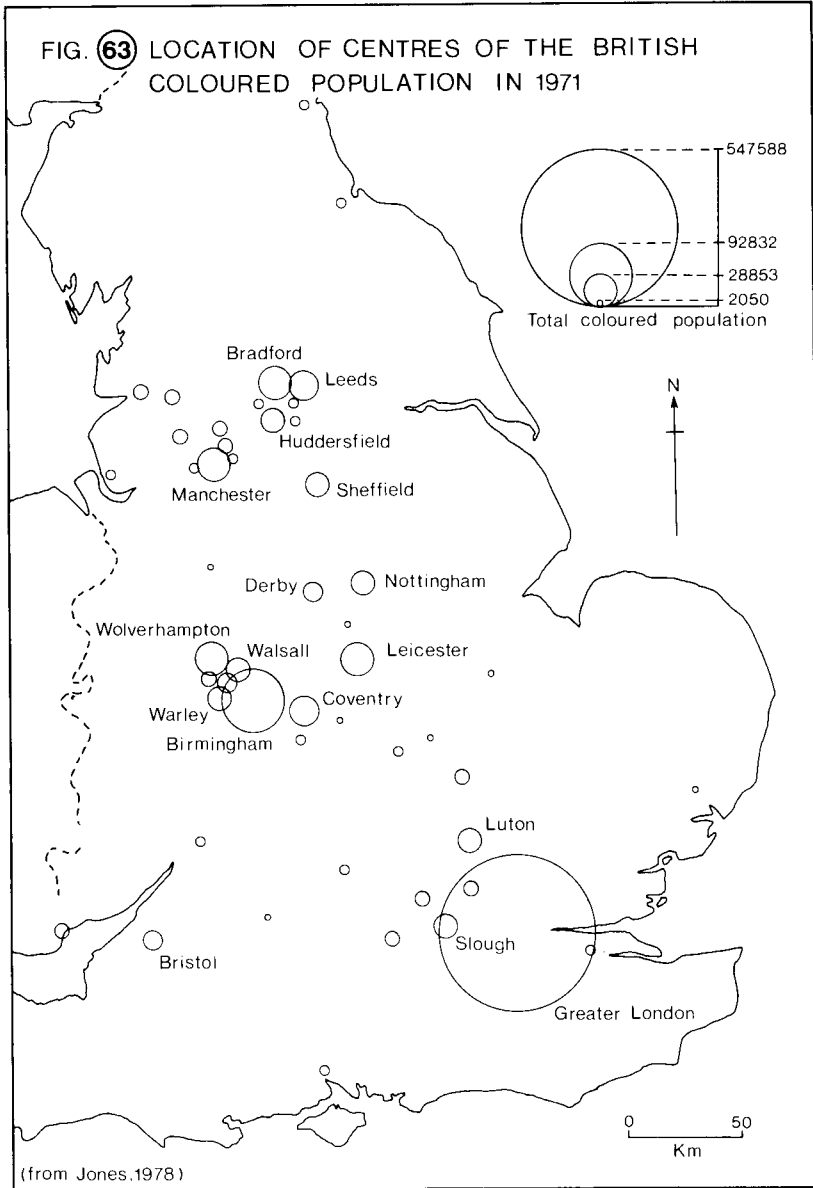 FIG. 63 LOCATION OF CENTRES OF THE BRITISH
COLOURED POPULATION IN 1971
547588
92832
28853
2050
Total coloured population
N
Bradford
Leeds
Huddersfield
Manchester
Sheffield
Derby
Nottingham
Wolverhampton
Walsall
Leicester
Warley
Coventry
Birmingham
Luton
Slough
Bristol
Greater London
0 50
Km
(from Jones,1978)